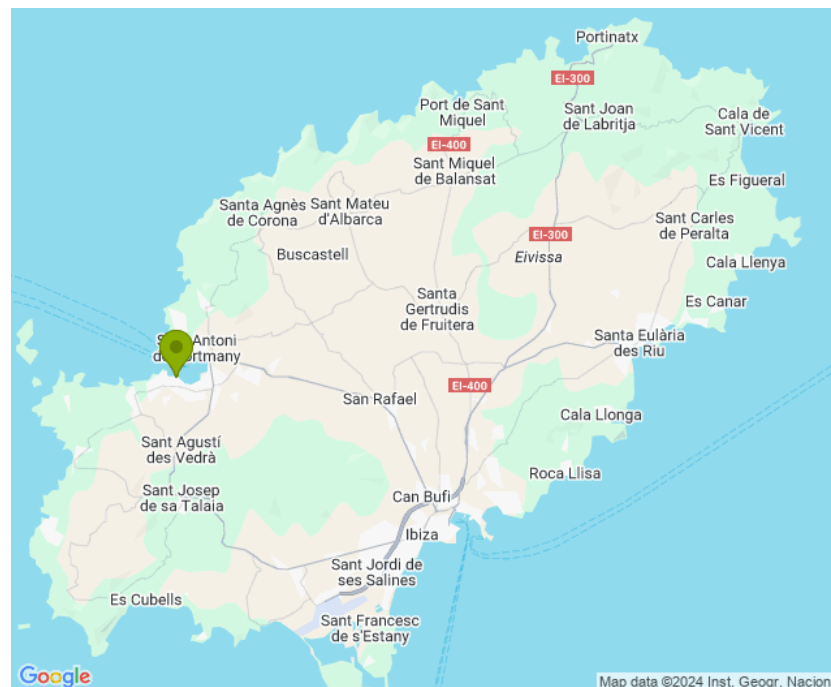 Portinatx
EI-300
Port de Sant
Miquel
Sant Joan
de Labritja
Cala de
Sant Vicent
EI-400
Sant Miquel
de Balansat
Es Figueral
Santa Agnès
de Corona
Sant Mateu
d'Albarca
Sant Carles
de Peralta
EI-300
Buscastell
Eivissa
Cala Llenya
Santa
Gertrudis
de Fruitera
Es Canar
Antoni
Santa Eulària
des Riu
EI-400
San Rafael
Cala Llonga
Sant Agustí
des Vedrà
Roca Llisa
Sant Josep
de sa Talaia
Can Bufi
Ibiza
Sant Jordi de
ses Salines
Es Cubells
Sant Francesc
de s'Estany
Google
Map data ©2024 Inst. Geogr. Nacion